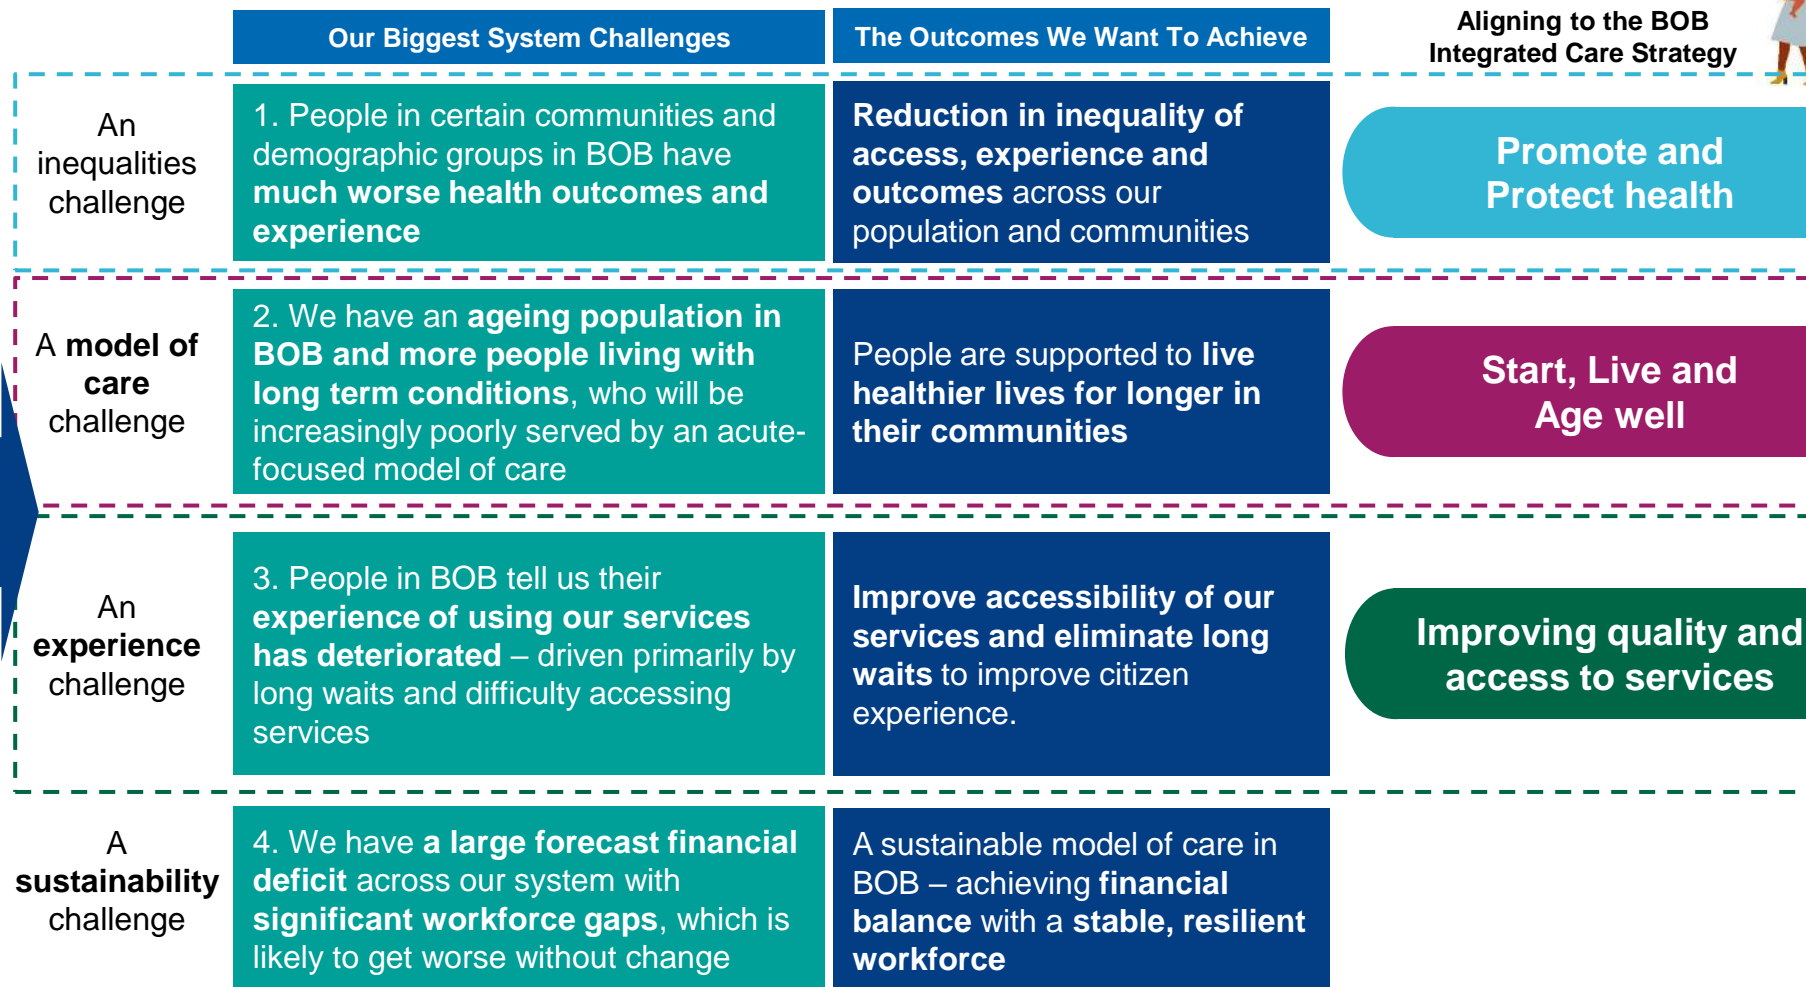 Our Biggest System Challenges
The Outcomes We Want To Achieve
Aligning to the BOB
Integrated Care Strategy
An
inequalities
challenge
1. People in certain communities and
demographic groups in BOB have
much worse health outcomes and
experience
Reduction in inequality of
access, experience and
outcomes across our
population and communities
Promote and
Protect health
A model of
care
challenge
2. We have an ageing population in
BOB and more people living with
long term conditions, who will be
increasingly poorly served by an acute-
focused model of care
People are supported to live
healthier lives for longer in
their communities
Start, Live and
Age well
An
experience
challenge
3. People in BOB tell us their
experience of using our services
has deteriorated – driven primarily by
long waits and difficulty accessing
services
Improve accessibility of our
services and eliminate long
waits to improve citizen
experience.
Improving quality and
access to services
A
sustainability
challenge
4. We have a large forecast financial
deficit across our system with
significant workforce gaps, which is
likely to get worse without change
A sustainable model of care in
BOB – achieving financial
balance with a stable, resilient
workforce